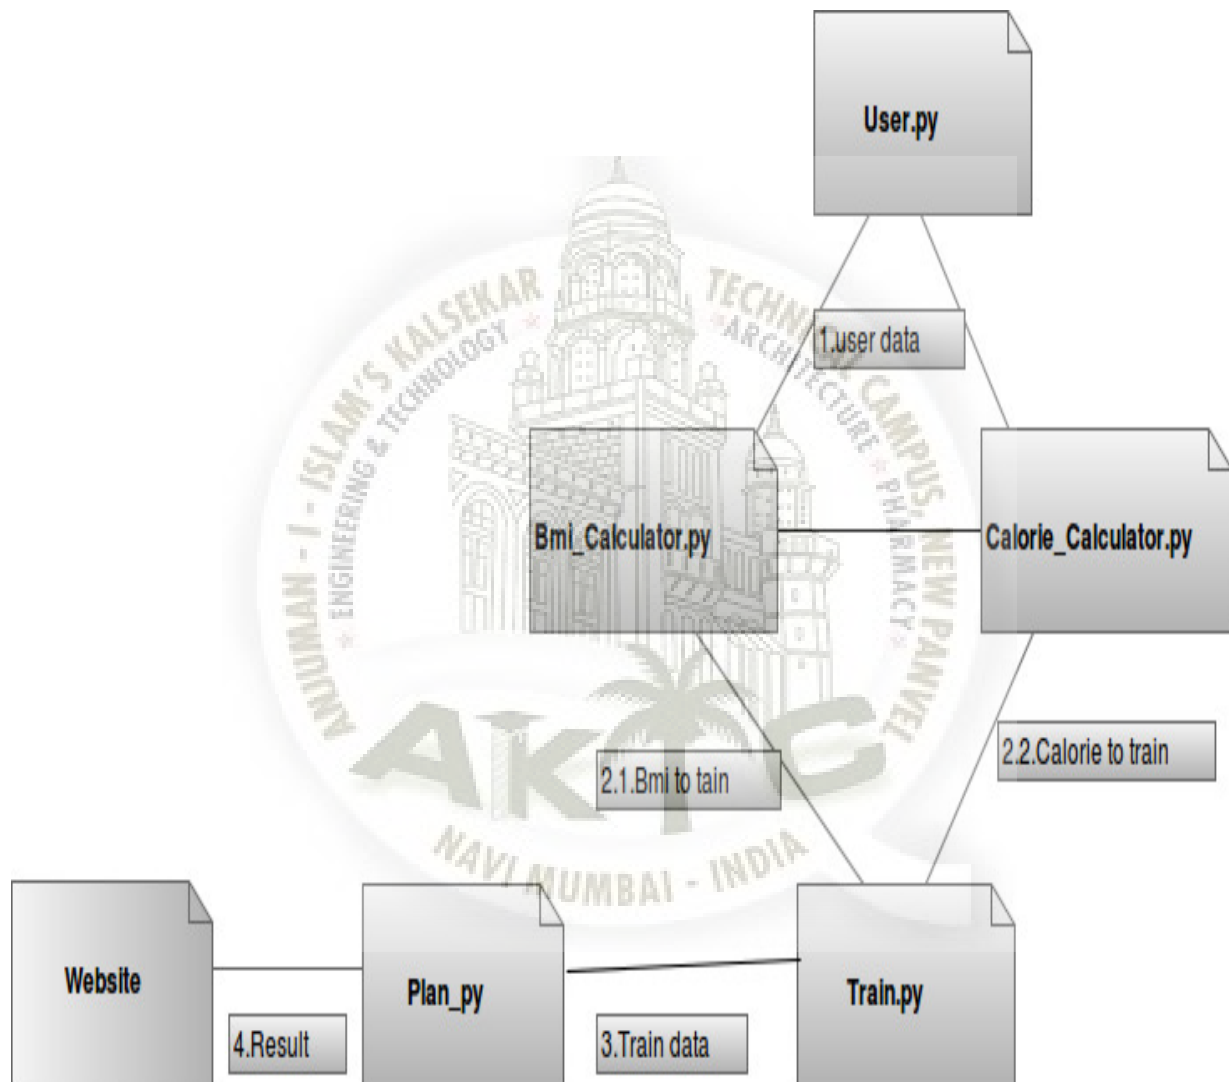 User.py
1.user data
Bmi_Calculator.py
Calorie_Calculator.py
2.1.Bmi to tain
2.2.Calorie to train
Website
Plan_py
Train.py
4.Result
3.Train data
ANJUMAN - I - ISLAM'S KALSEKAR TECHNICAL CAMPUS, NEW PANVEL
ENGINEERING & TECHNOLOGY * ARCHITECTURE * PHARMACY *
AKTC
NAVI MUMBAI - INDIA